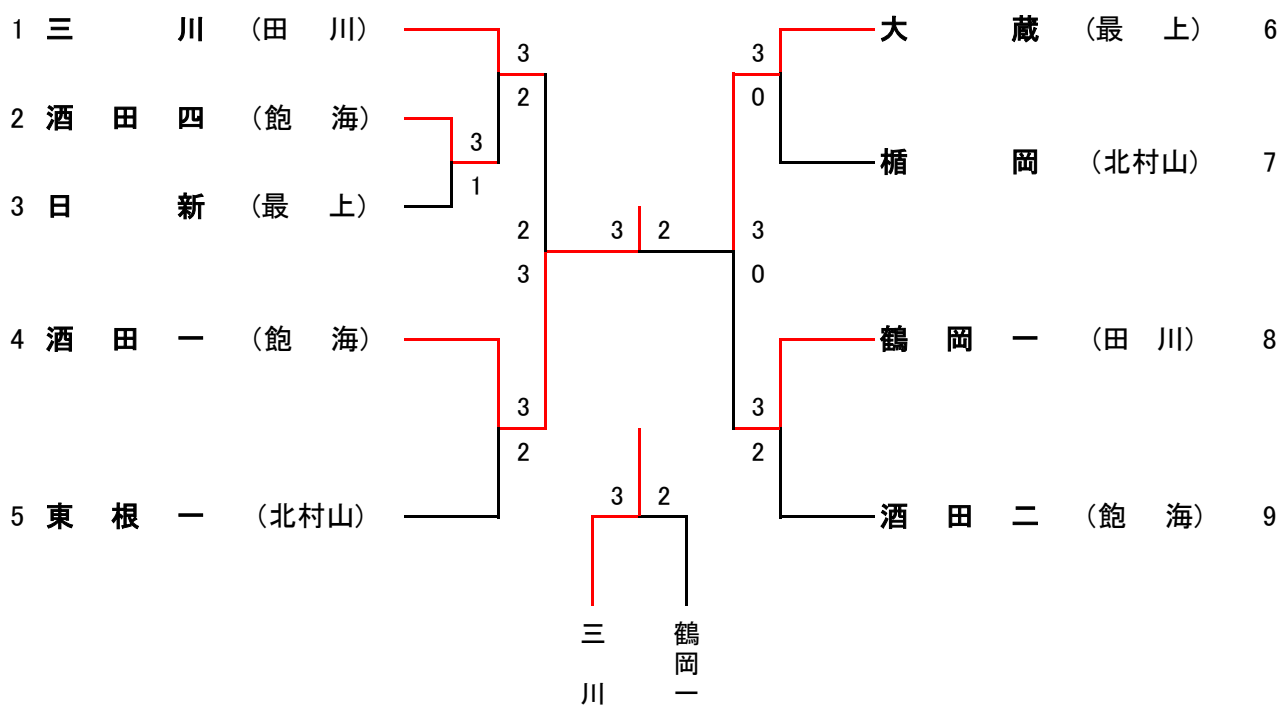 1 三川 (田川)
3
2
2 酒田四 (飽海)
3
1
3 日新 (最上)
2
3
4 酒田一 (飽海)
3
2
5 東根一 (北村山)
3 2
大蔵 (最上) 6
3
0
楯岡 (北村山) 7
3
0
鶴岡一 (田川) 8
3
2
酒田二 (飽海) 9
3 2
三川
鶴岡一